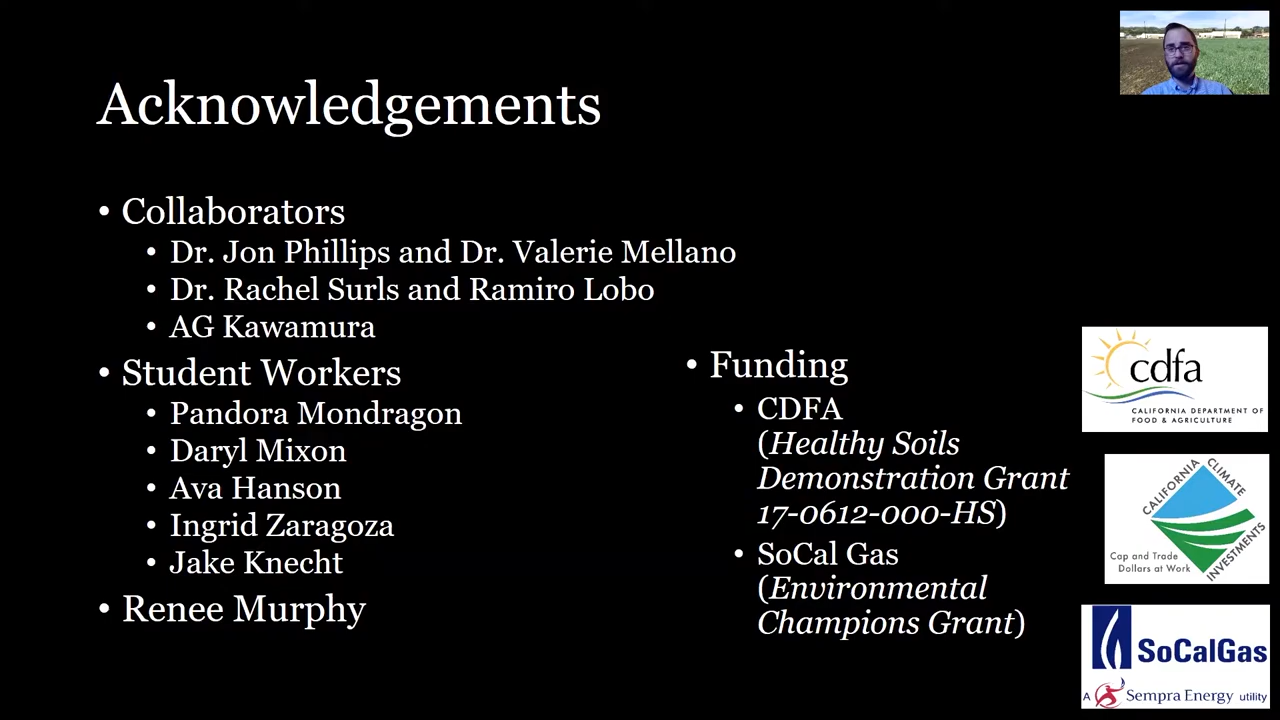 Acknowledgements
• Collaborators
• Dr. Jon Phillips and Dr. Valerie Mellano
• Dr. Rachel Surls and Ramiro Lobo
• AG Kawamura
• Student Workers
• Pandora Mondragon
• Daryl Mixon
• Ava Hanson
• Ingrid Zaragoza
• Jake Knecht
• Renee Murphy
• Funding
• CDFA
(Healthy Soils
Demonstration Grant
17-0612-000-HS)
• SoCal Gas
(Environmental
Champions Grant)
cdfa
CALIFORNIA DEPARTMENT OF
FOOD & AGRICULTURE
CALIFORNIA CLIMATE
INVESTMENTS
Cap and Trade
Dollars at Work
SoCalGas
A Sempra Energy utility